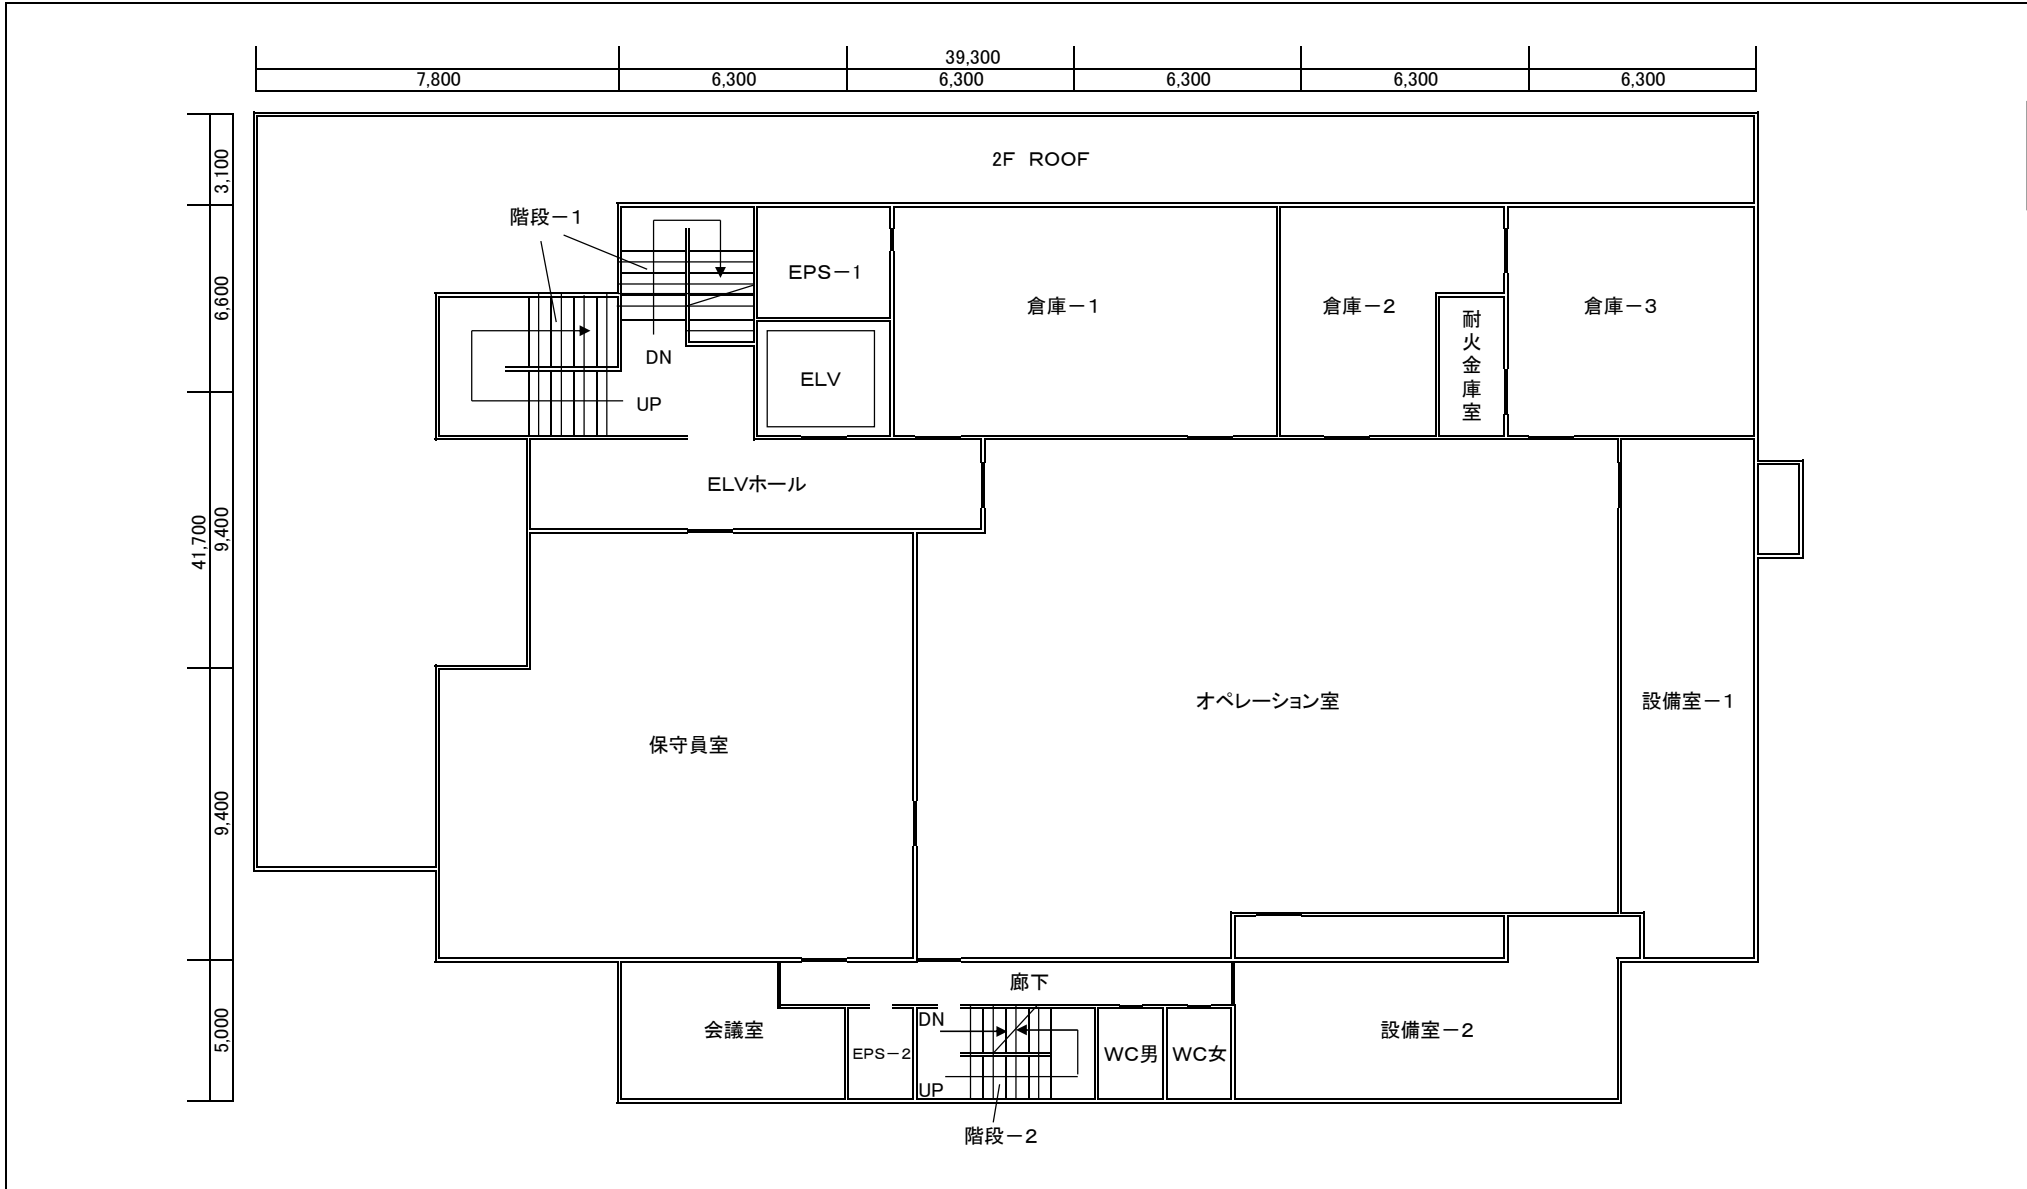 39,300
7,800
6,300
6,300
6,300
6,300
6,300
3,100
6,600
9,400
41,700
9,400
5,000
2F ROOF
階段－1
EPS－1
倉庫－1
倉庫－2
倉庫－3
耐火金庫室
DN
ELV
UP
ELVホール
オペレーション室
設備室－1
保守員室
廊下
DN
会議室
設備室－2
EPS－2
WC男
WC女
UP
階段－2